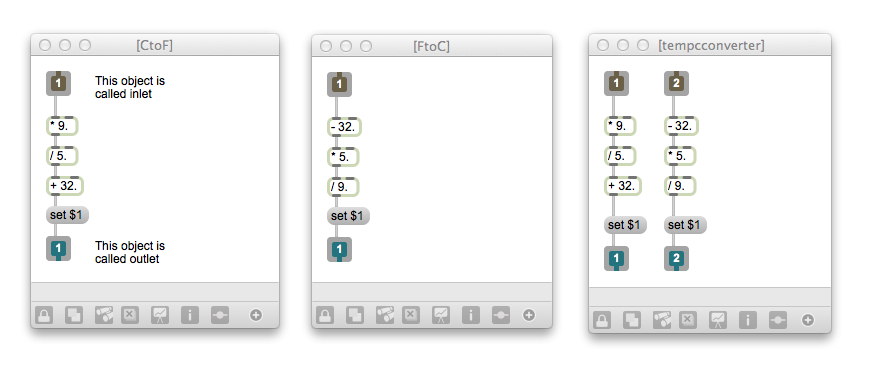 [CtoF]
1
This object is
called inlet
* 9.
/ 5.
+ 32.
set $1
1
This object is
called outlet
[FtoC]
1
- 32.
* 5.
/ 9.
set $1
1
[tempcconverter]
1 2
* 9. - 32.
/ 5. * 5.
+ 32. / 9.
set $1 set $1
1 2